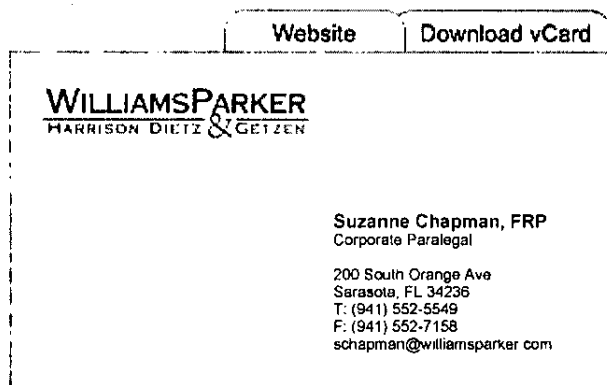 Website
Download vCard
WILLIAMSPARKER
HARRISON DIETZ & GETZEN
Suzanne Chapman, FRP
Corporate Paralegal
200 South Orange Ave
Sarasota, FL 34236
T: (941) 552-5549
F: (941) 552-7158
schapman@williamsparker com